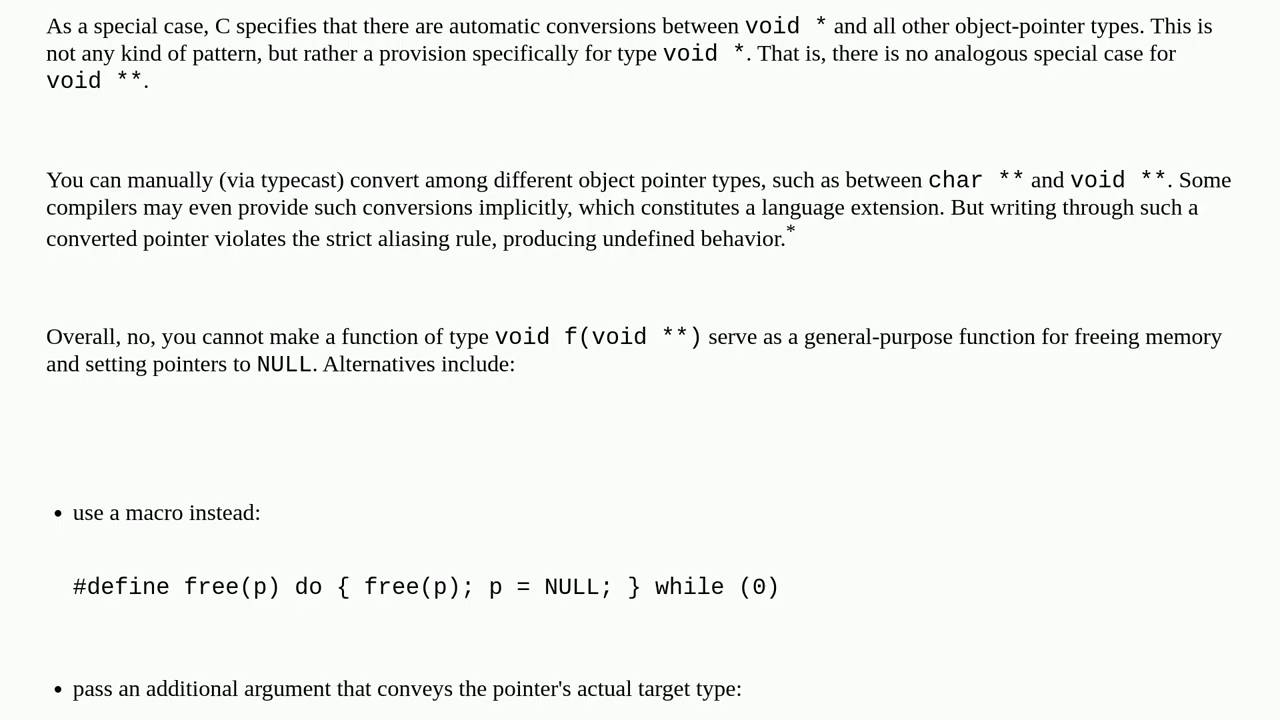 As a special case, C specifies that there are automatic conversions between void * and all other object-pointer types. This is
not any kind of pattern, but rather a provision specifically for type void *. That is, there is no analogous special case for
void **.
You can manually (via typecast) convert among different object pointer types, such as between char ** and void **. Some
compilers may even provide such conversions implicitly, which constitutes a language extension. But writing through such a
converted pointer violates the strict aliasing rule, producing undefined behavior.*
Overall, no, you cannot make a function of type void f(void **) serve as a general-purpose function for freeing memory
and setting pointers to NULL. Alternatives include:
• use a macro instead:
#define free(p) do { free(p); p = NULL; } while (0)
• pass an additional argument that conveys the pointer's actual target type: